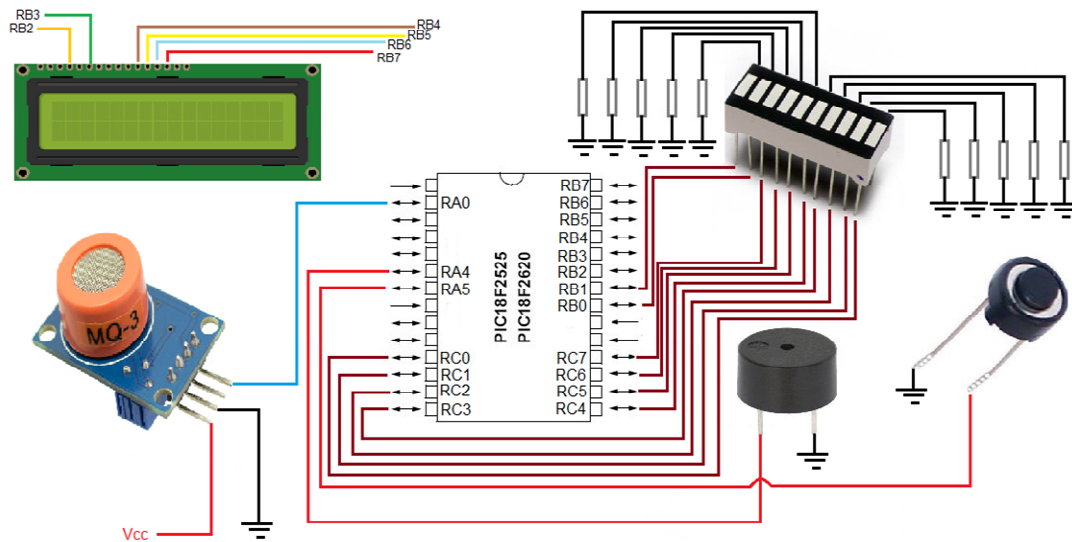 RB3
RB2
RB4
RB5
RB6
RB7
RA0
RA4
RA5
RC0
RC1
RC2
RC3
PIC18F2525
PIC18F2620
RB7
RB6
RB5
RB4
RB3
RB2
RB1
RB0
RC7
RC6
RC5
RC4
MQ-3
Vcc